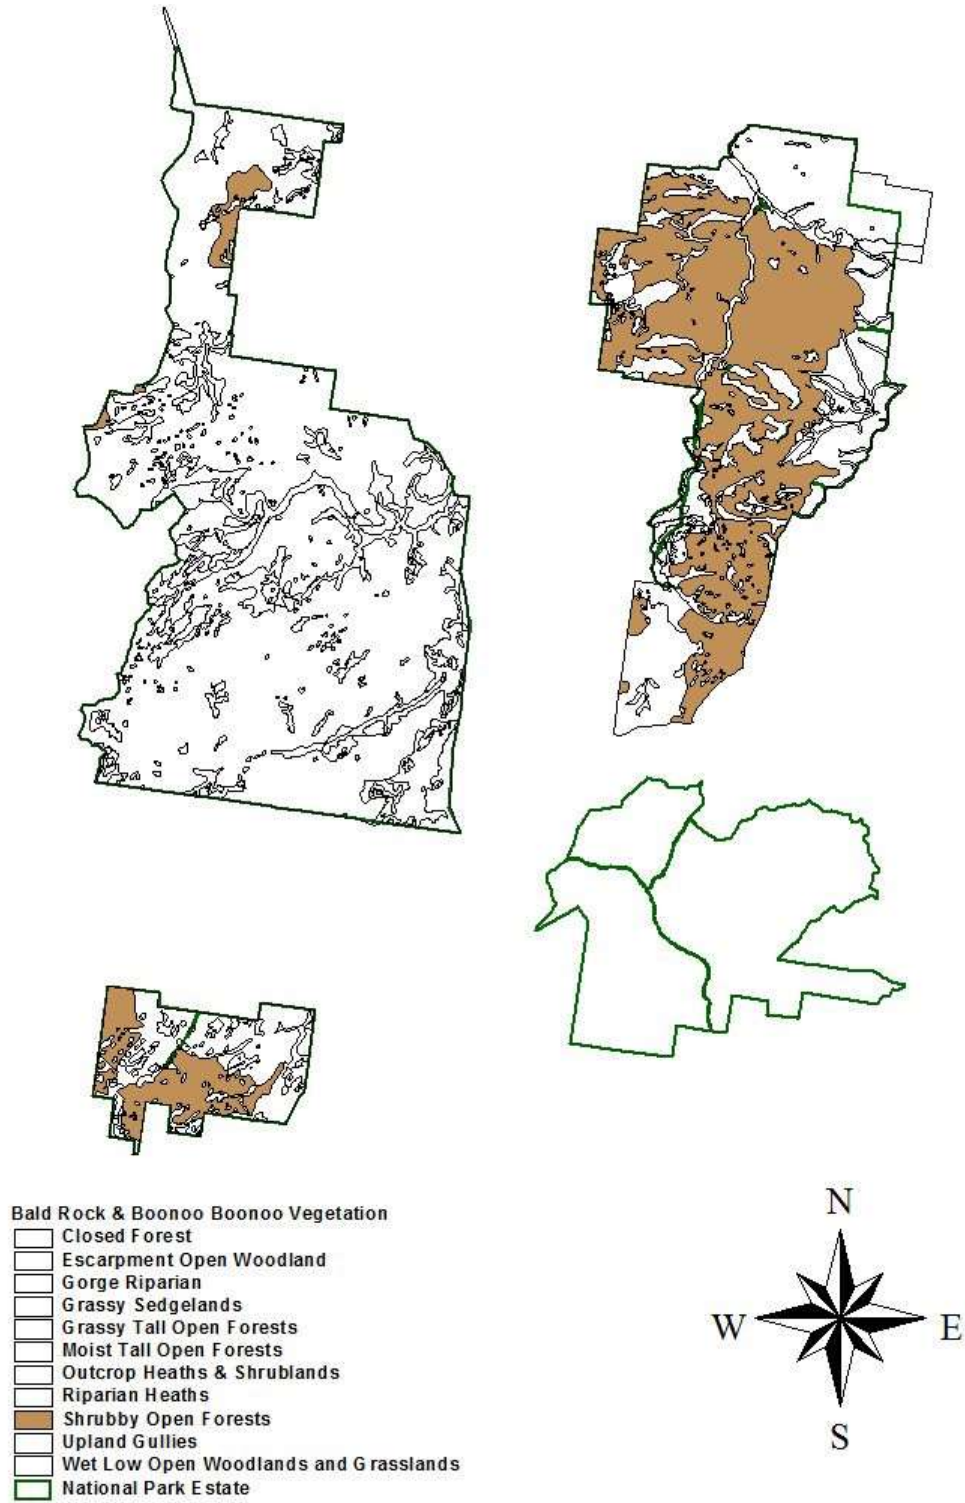 N
W
E
S
Bald Rock & Boonoo Boonoo Vegetation
Closed Forest
Escarpment Open Woodland
Gorge Riparian
Grassy Sedgelands
Grassy Tall Open Forests
Moist Tall Open Forests
Outcrop Heaths & Shrublands
Riparian Heaths
Shrubby Open Forests
Upland Gullies
Wet Low Open Woodlands and Grasslands
National Park Estate